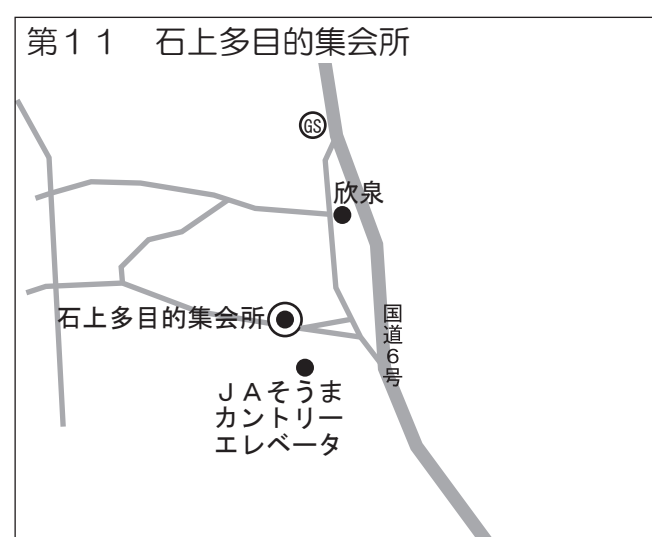 第１１　石上多目的集会所
GS
欣泉
石上多目的集会所
国道６号
ＪＡそうま
カントリー
エレベータ